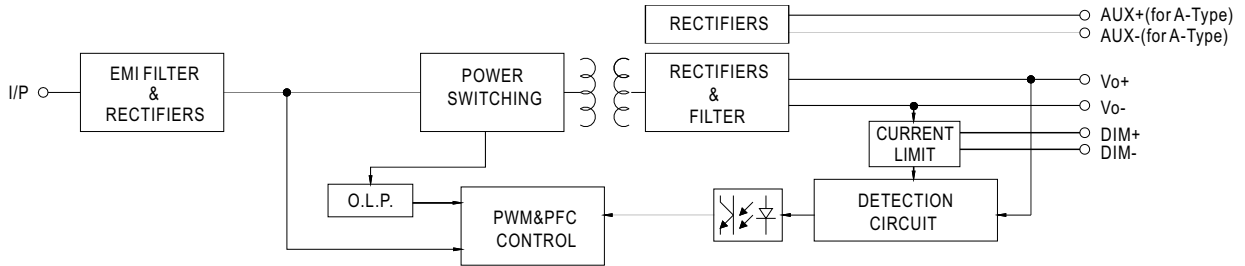 RECTIFIERS
AUX+(for A-Type)
AUX-(for A-Type)
I/P
EMI FILTER
&
RECTIFIERS
POWER
SWITCHING
RECTIFIERS
&
FILTER
Vo+
Vo-
CURRENT
LIMIT
DIM+
DIM-
O.L.P.
PWM&PFC
CONTROL
DETECTION
CIRCUIT